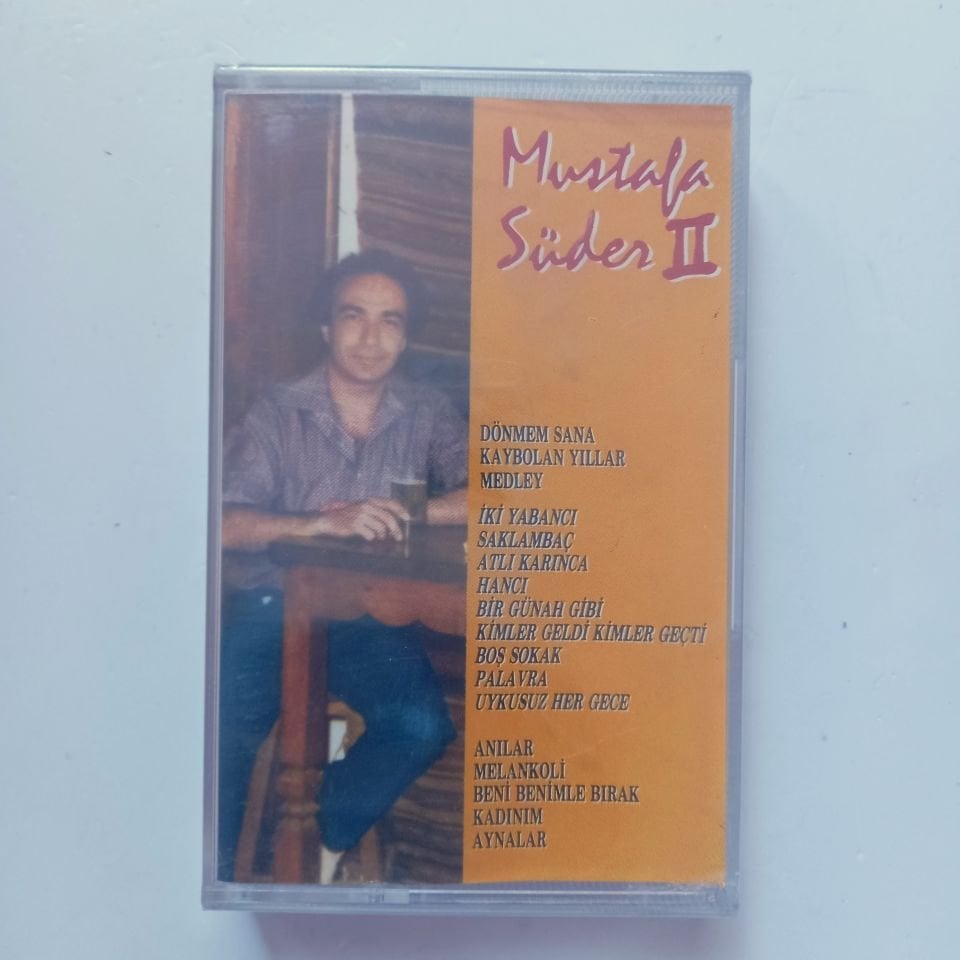 Mustafa
Süder II
DÖNMEM SANA
KAYBOLAN YILLAR
MEDLEY
İKİ YABANCI
SAKLAMBAÇ
ATLI KARINCA
HANCI
BİR GÜNAH GİBİ
KİMLER GELDİ KİMLER GEÇTİ
BOŞ SOKAK
PALAVRA
UYKUSUZ HER GECE
ANILAR
MELANKOLİ
BENİ BENİMLE BIRAK
KADINIM
AYNALAR